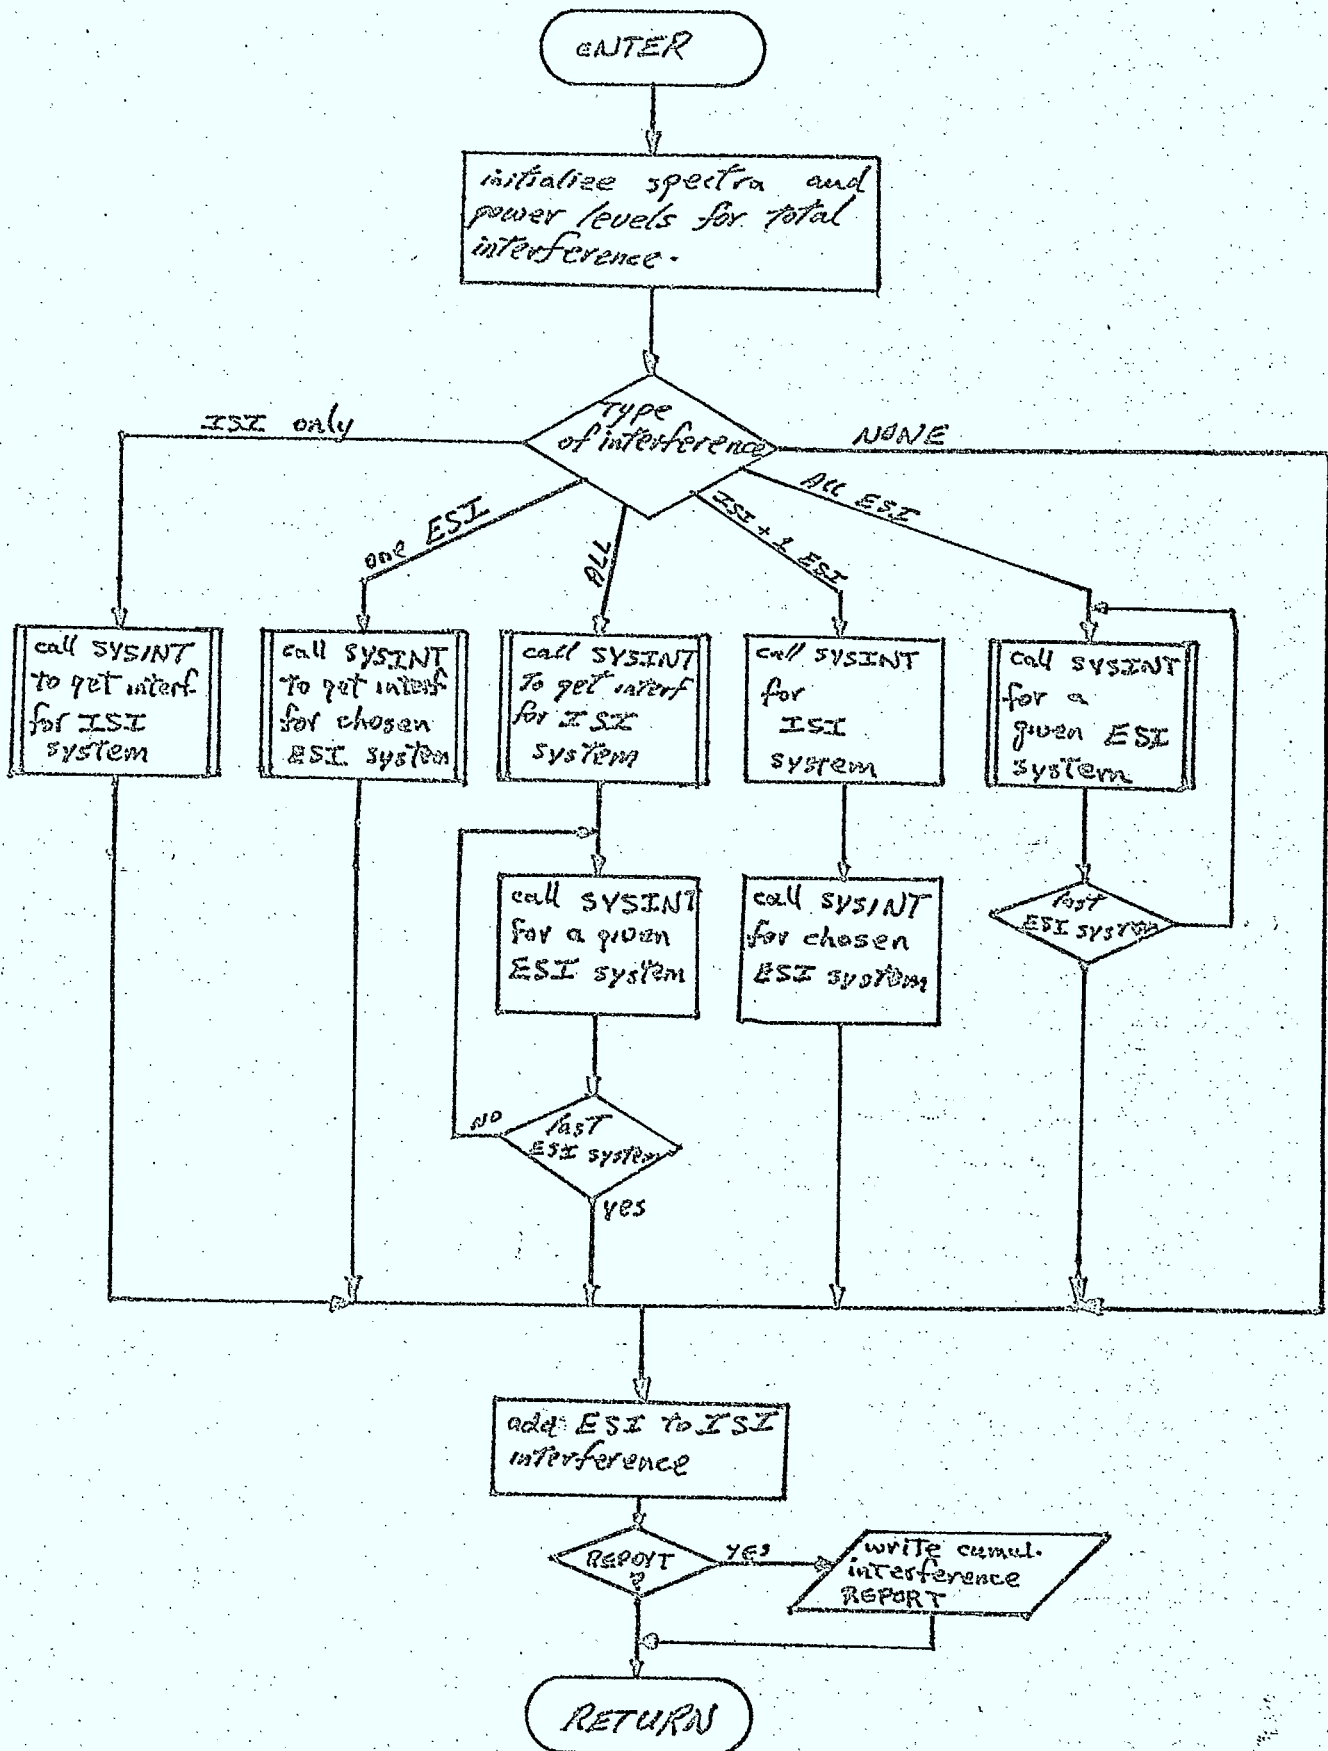 ENTER
initialize spectra and
power levels for total
interference.
Type
of interference
ISI only
NONE
one ESI
ALL
ISI + 1 ESI
ALL ESI
call SYSINT
to get interf
for ISI
system
call SYSINT
to get interf
for chosen
ESI system
call SYSINT
to get interf
for ISI
system
call SYSINT
for
ISI
system
call SYSINT
for a
given ESI
system
call SYSINT
for a given
ESI system
call SYSINT
for chosen
ESI system
last
ESI system
NO
last
ESI system
yes
add ESI to ISI
interference
REPORT
?
YES
write cumul.
interference
REPORT
RETURN